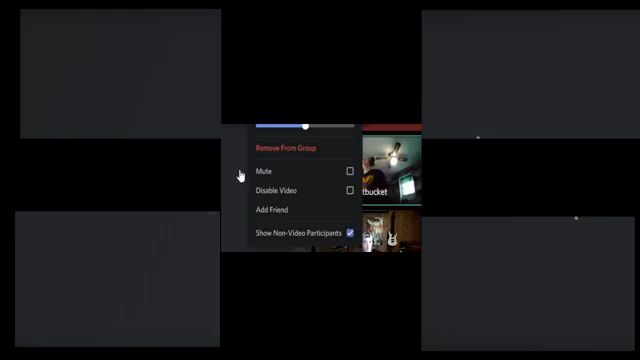 Remove From Group
Mute
Disable Video
tbucket
Add Friend
Show Non-Video Participants